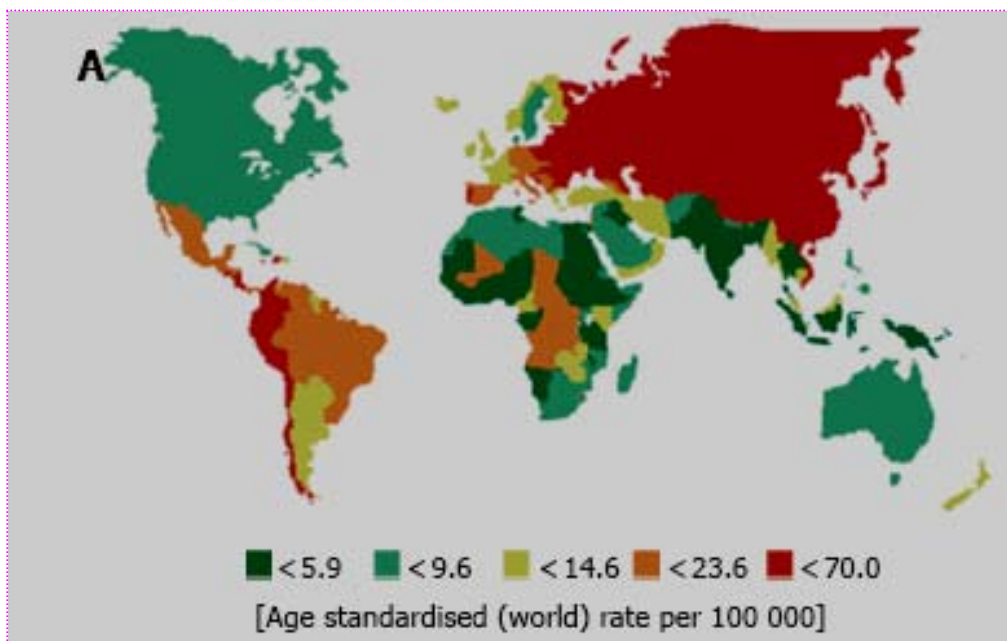 A
<5.9 <9.6 <14.6 <23.6 <70.0
[Age standardised (world) rate per 100 000]